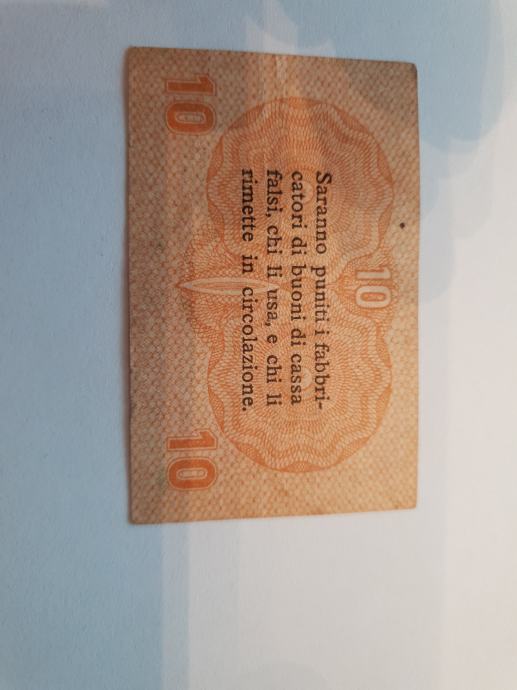 10
Saranno puniti i fabbri-
catori di buoni di cassa
falsi, chi li usa, e chi li
rimette in circolazione.
10
10